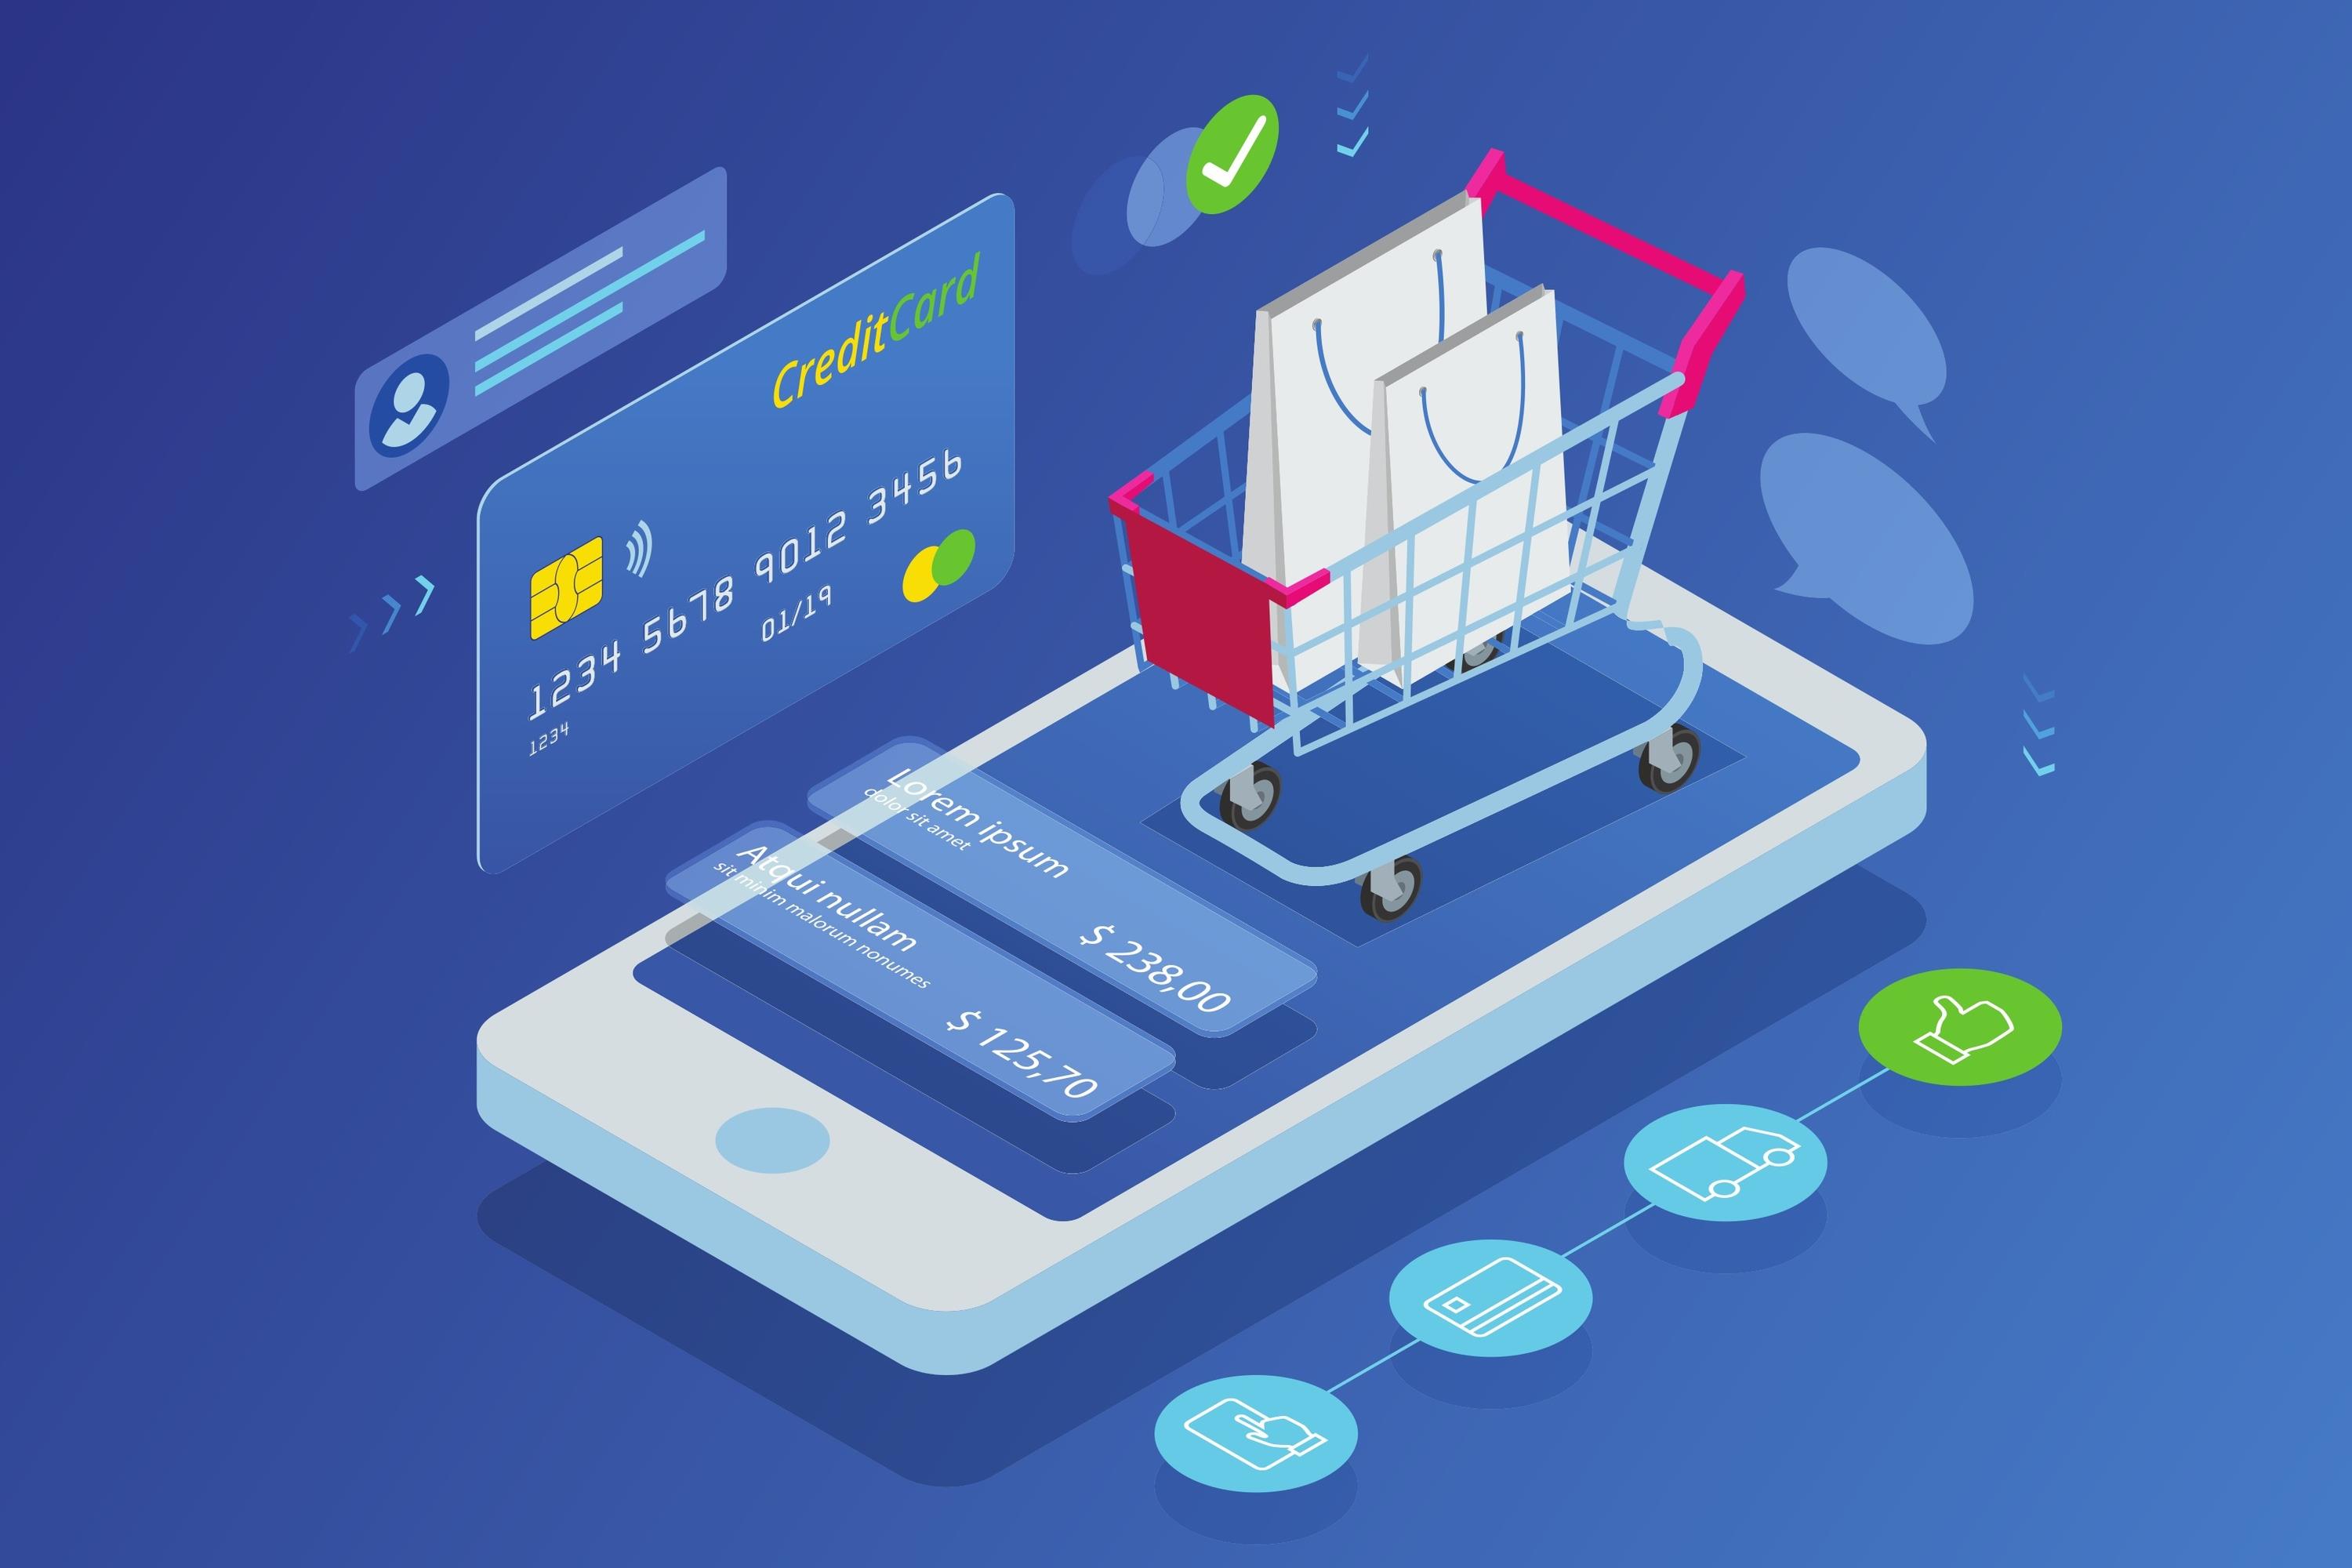 CreditCard
1234 5678 9012 3456
01/19
1234
Lorem ipsum
dolor sit amet
$ 238,00
Atqui nullam
sit minim malorum nonumes
$ 125,70